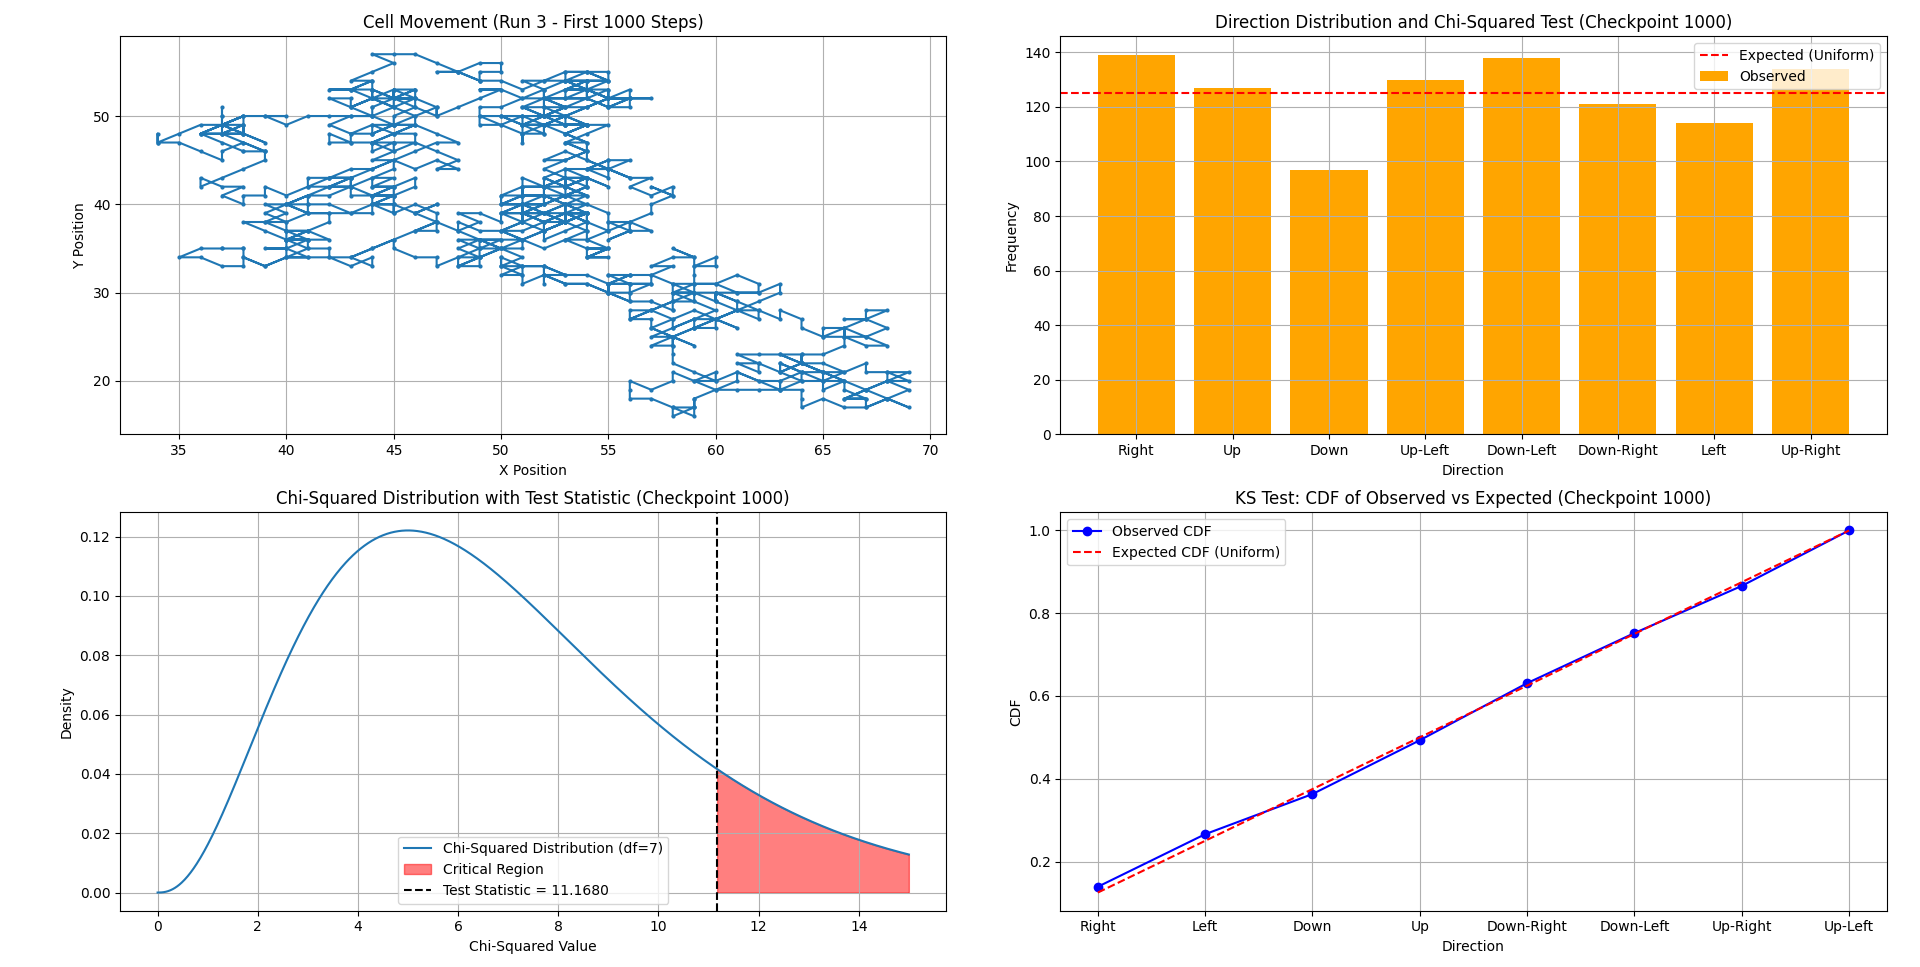 Cell Movement (Run 3 - First 1000 Steps)
Y Position
50
40
30
20
35 40 45 50 55 60 65 70
X Position
Direction Distribution and Chi-Squared Test (Checkpoint 1000)
Frequency
140
120
100
80
60
40
20
0
Expected (Uniform)
Observed
Right Up Down Up-Left Down-Left Down-Right Left Up-Right
Direction
Chi-Squared Distribution with Test Statistic (Checkpoint 1000)
Density
0.12
0.10
0.08
0.06
0.04
0.02
0.00
Chi-Squared Distribution (df=7)
Critical Region
Test Statistic = 11.1680
0 2 4 6 8 10 12 14
Chi-Squared Value
KS Test: CDF of Observed vs Expected (Checkpoint 1000)
CDF
Observed CDF
Expected CDF (Uniform)
1.0
0.8
0.6
0.4
0.2
Right Left Down Up Down-Right Down-Left Up-Right Up-Left
Direction